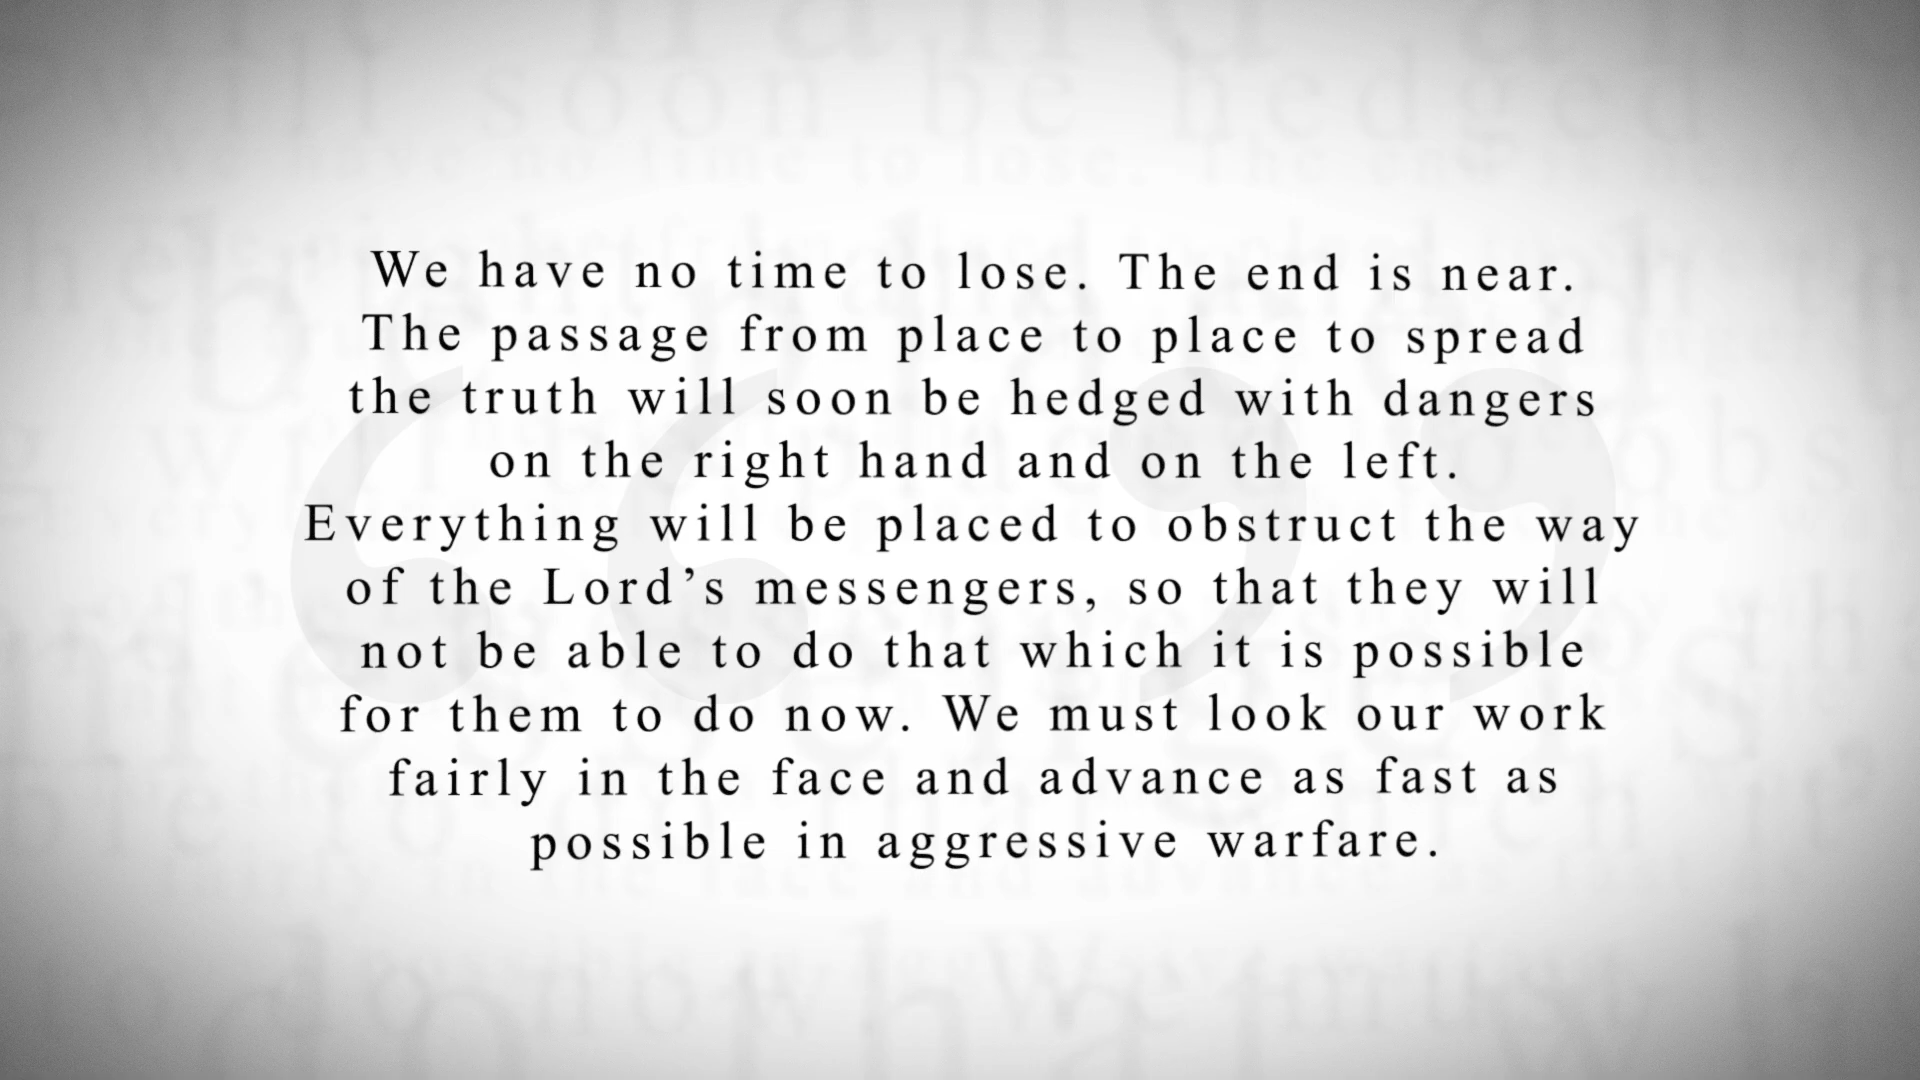 We have no time to lose. The end is near.
The passage from place to place to spread
the truth will soon be hedged with dangers
on the right hand and on the left.
Everything will be placed to obstruct the way
of the Lord’s messengers, so that they will
not be able to do that which it is possible
for them to do now. We must look our work
fairly in the face and advance as fast as
possible in aggressive warfare.